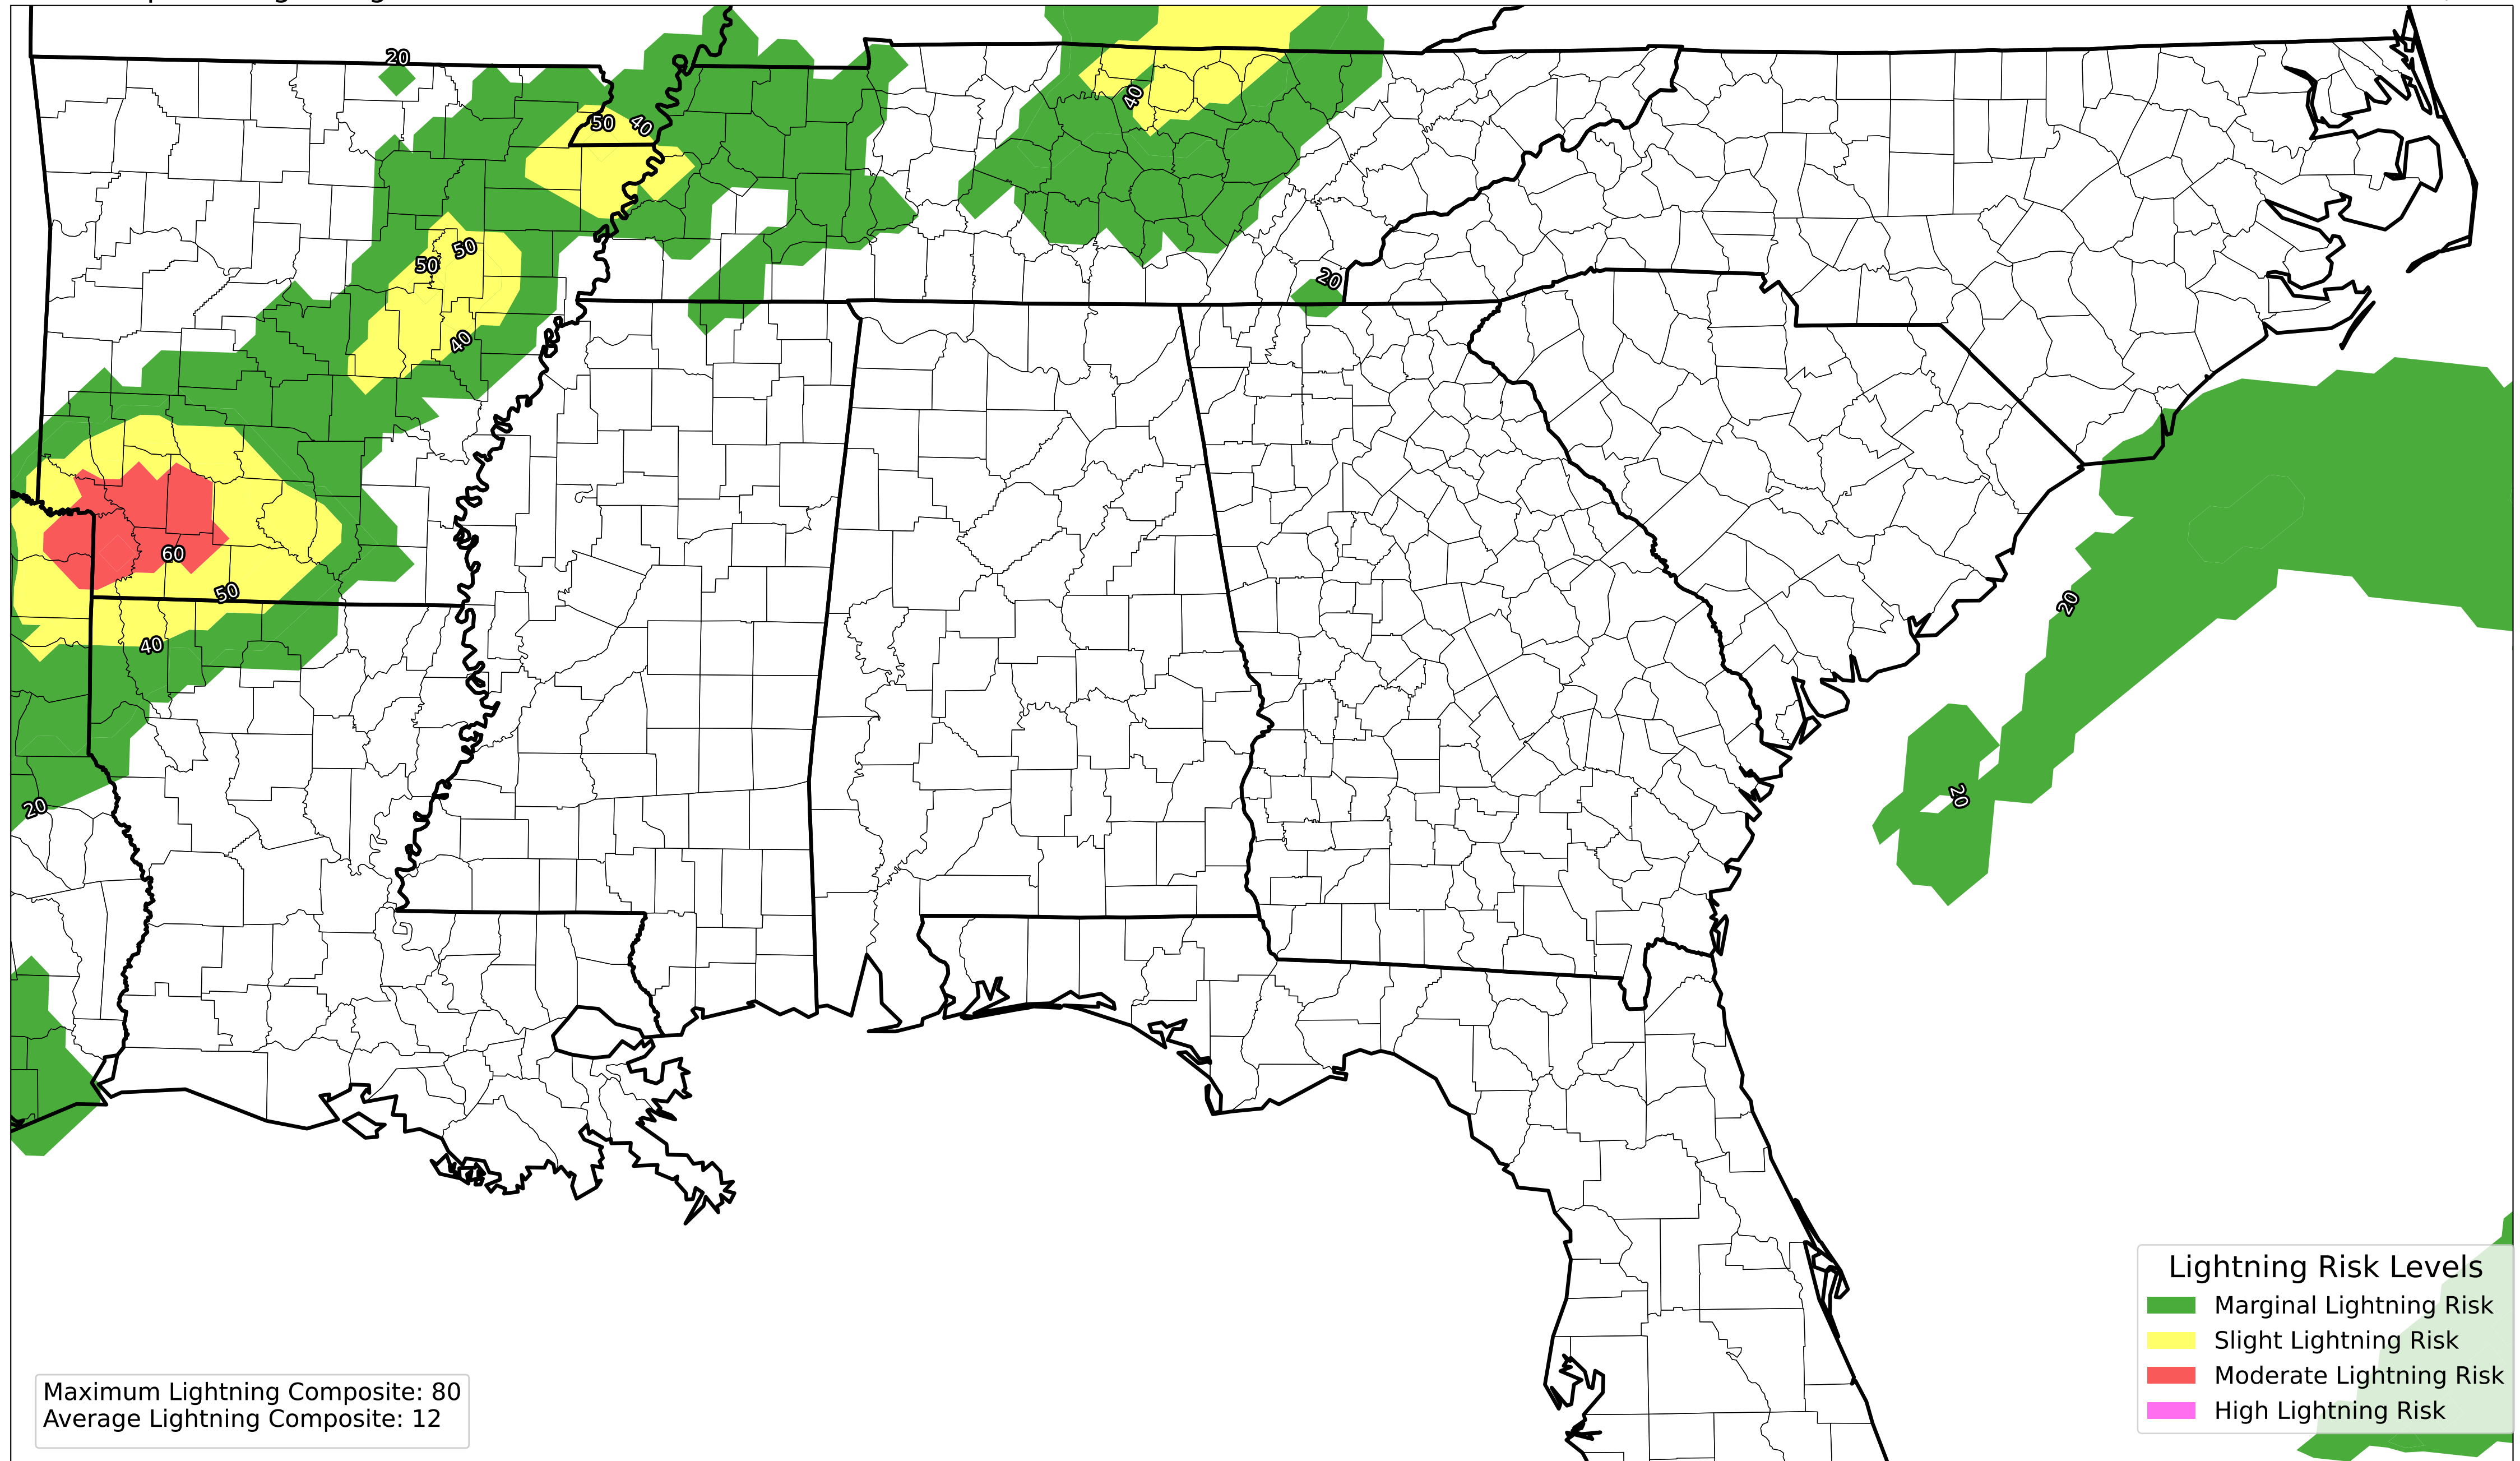 20
40
50
40
50
50
20
40
60
50
20
40
20
20
Lightning Risk Levels
Marginal Lightning Risk
Slight Lightning Risk
Moderate Lightning Risk
High Lightning Risk
Maximum Lightning Composite: 80
Average Lightning Composite: 12